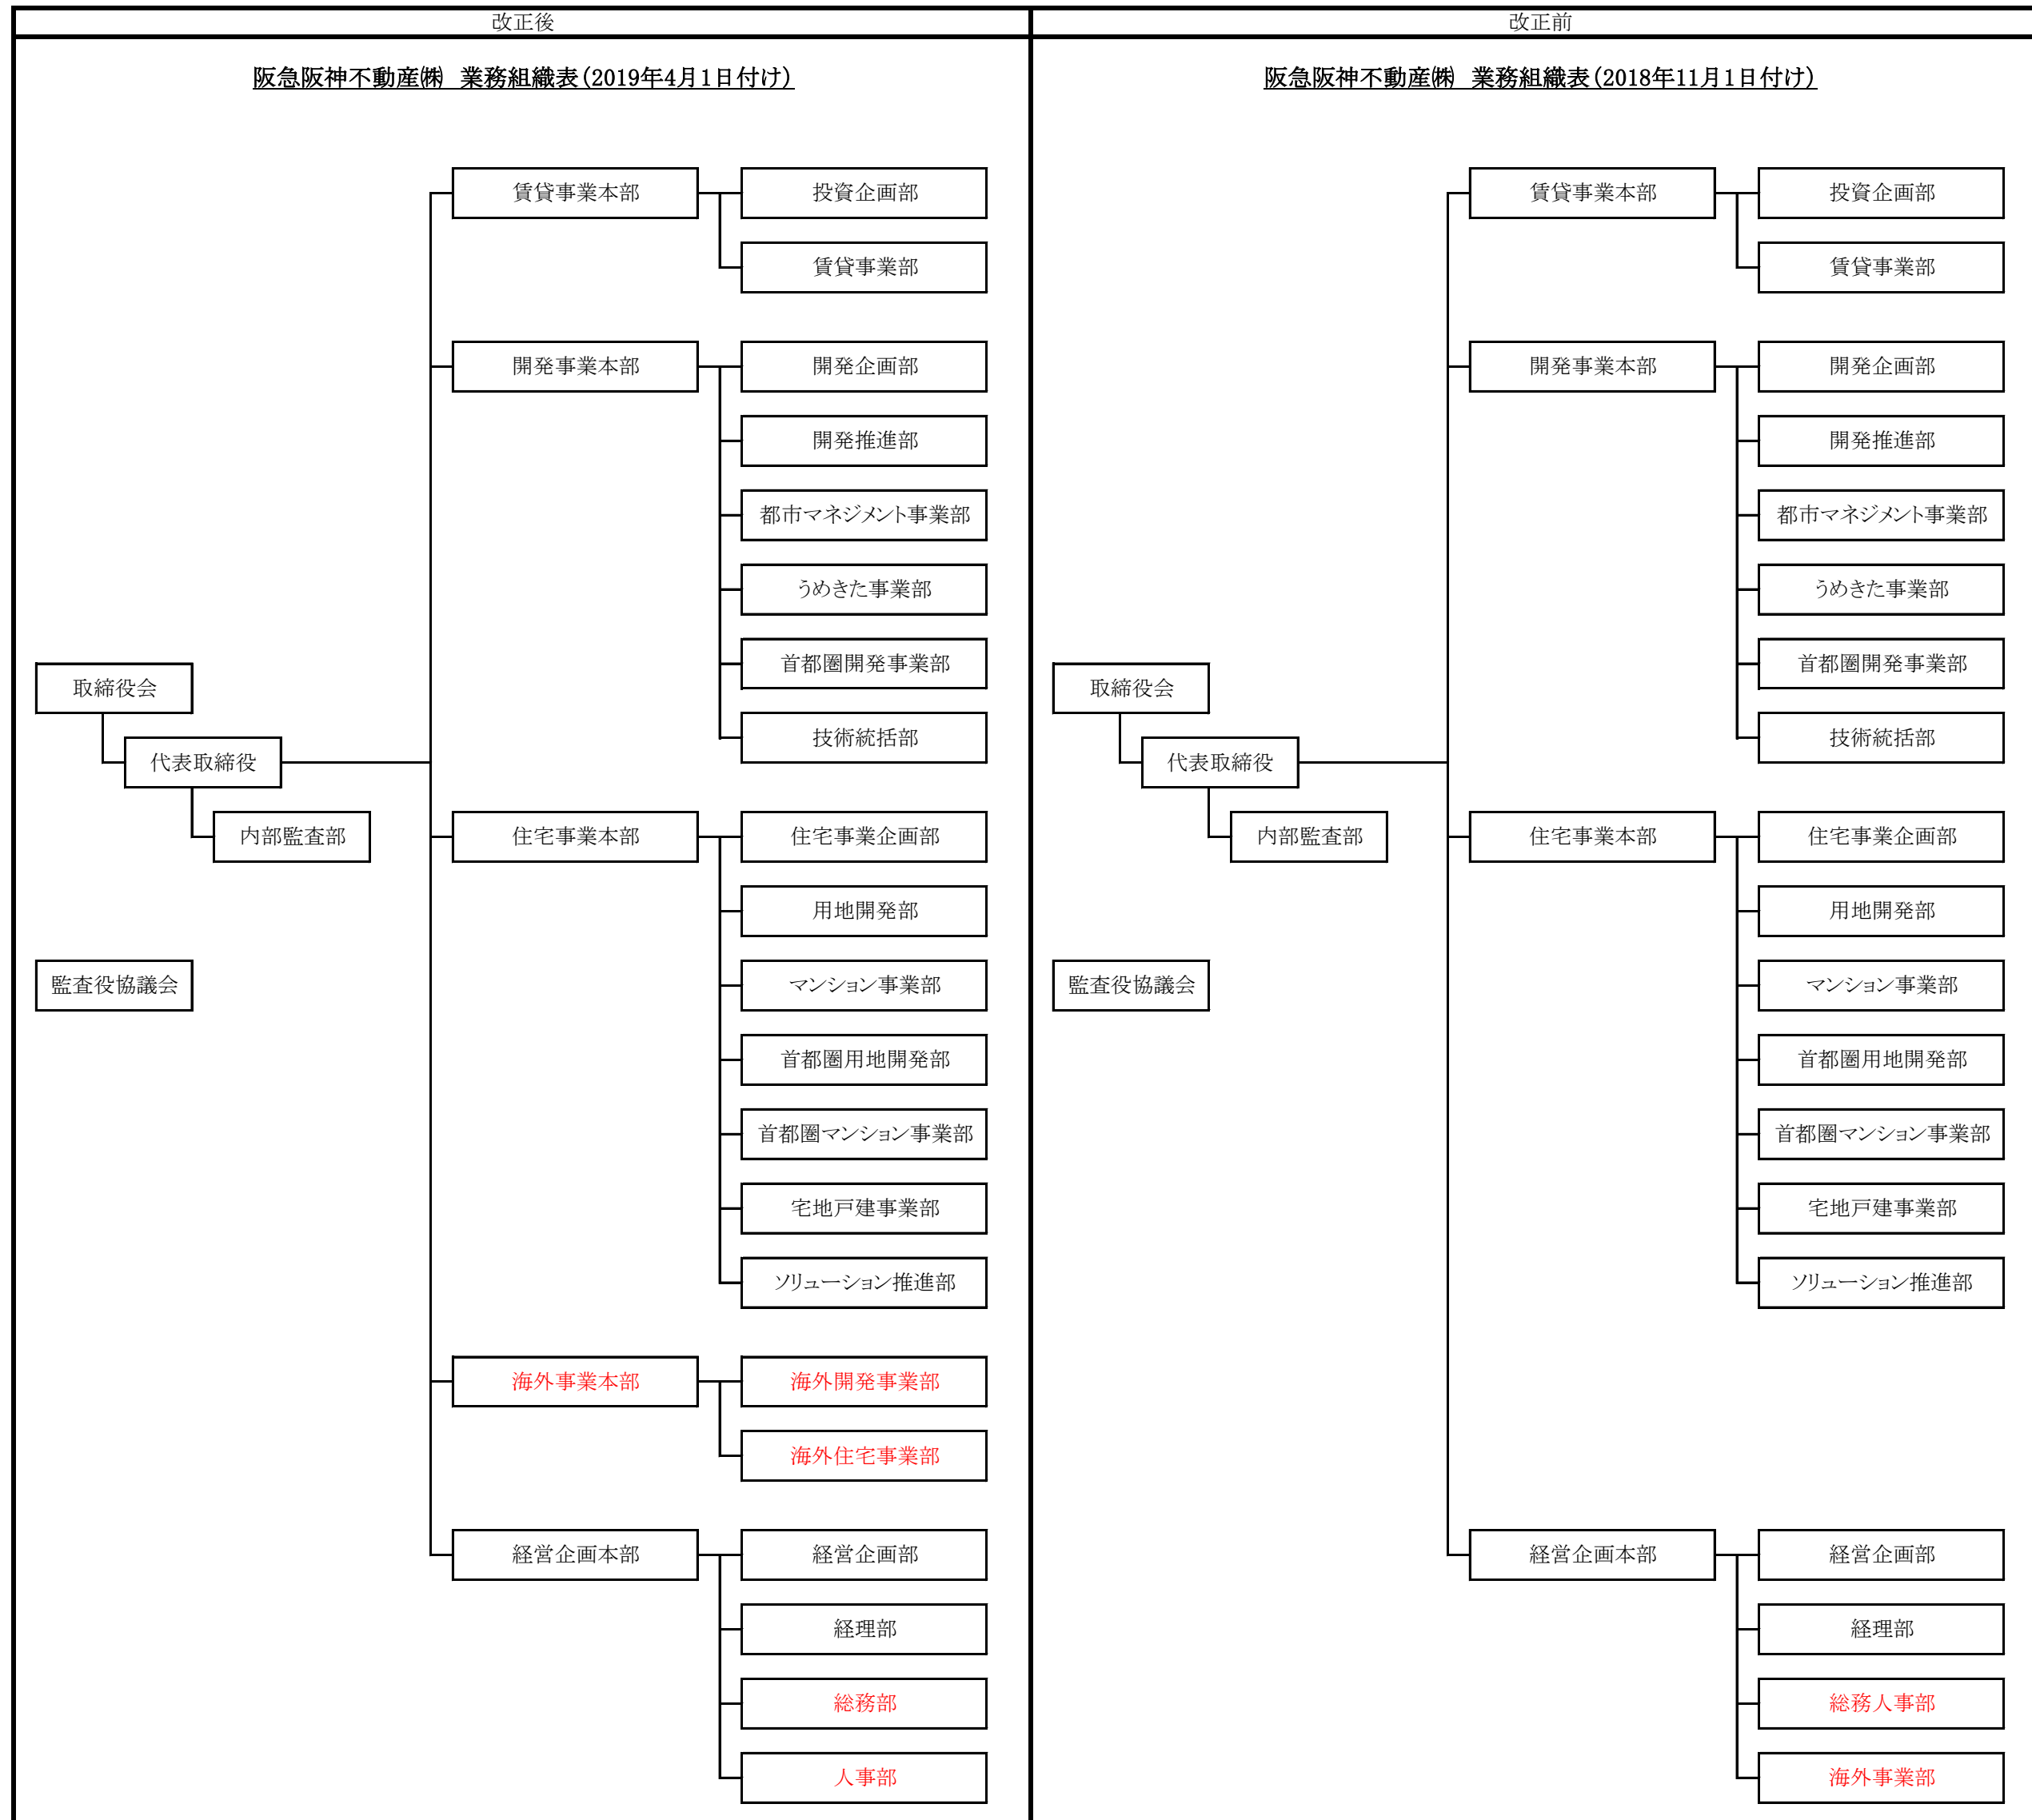 改正後
阪急阪神不動産㈱　業務組織表(2019年4月1日付け)
賃貸事業本部
投資企画部
賃貸事業部
開発事業本部
開発企画部
開発推進部
都市マネジメント事業部
うめきた事業部
首都圏開発事業部
取締役会
技術統括部
代表取締役
内部監査部
住宅事業本部
住宅事業企画部
用地開発部
監査役協議会
マンション事業部
首都圏用地開発部
首都圏マンション事業部
宅地戸建事業部
ソリューション推進部
海外事業本部
海外開発事業部
海外住宅事業部
経営企画本部
経営企画部
経理部
総務部
人事部
改正前
阪急阪神不動産㈱　業務組織表(2018年11月1日付け)
賃貸事業本部
投資企画部
賃貸事業部
開発事業本部
開発企画部
開発推進部
都市マネジメント事業部
うめきた事業部
首都圏開発事業部
取締役会
技術統括部
代表取締役
内部監査部
住宅事業本部
住宅事業企画部
用地開発部
監査役協議会
マンション事業部
首都圏用地開発部
首都圏マンション事業部
宅地戸建事業部
ソリューション推進部
経営企画本部
経営企画部
経理部
総務人事部
海外事業部